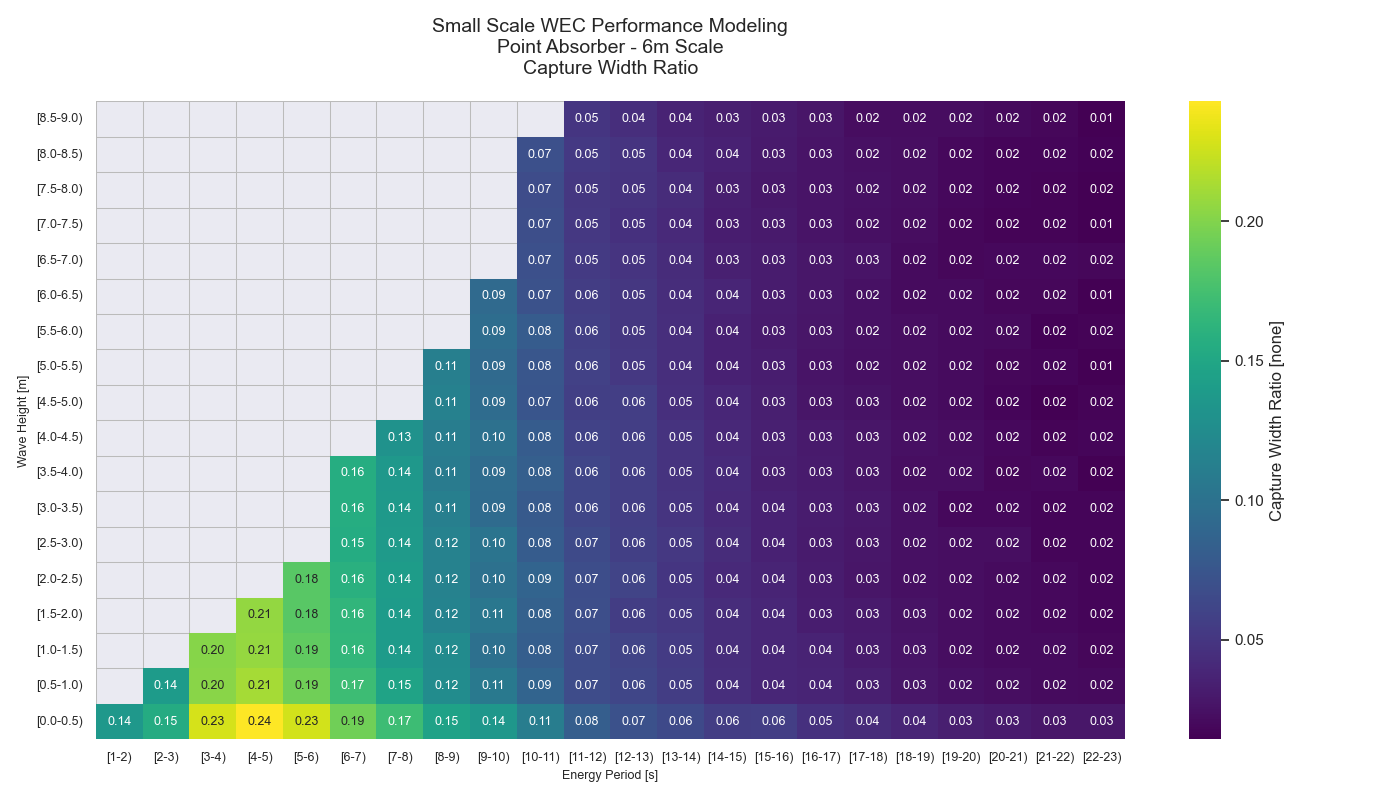 Small Scale WEC Performance Modeling
Point Absorber - 6m Scale
Capture Width Ratio
[8.5-9.0) 0.05 0.04 0.04 0.03 0.03 0.03 0.02 0.02 0.02 0.02 0.01
[8.0-8.5) 0.07 0.05 0.05 0.04 0.04 0.03 0.03 0.02 0.02 0.02 0.02 0.02
[7.5-8.0) 0.07 0.05 0.05 0.04 0.03 0.03 0.03 0.02 0.02 0.02 0.02 0.02
[7.0-7.5) 0.07 0.05 0.05 0.04 0.03 0.03 0.03 0.02 0.02 0.02 0.02 0.01
[6.5-7.0) 0.07 0.05 0.05 0.04 0.03 0.03 0.03 0.03 0.02 0.02 0.02 0.02
[6.0-6.5) 0.09 0.07 0.06 0.05 0.04 0.04 0.03 0.03 0.02 0.02 0.02 0.02 0.01
[5.5-6.0) 0.09 0.08 0.06 0.05 0.04 0.04 0.03 0.03 0.02 0.02 0.02 0.02 0.02
[5.0-5.5) 0.11 0.09 0.08 0.06 0.05 0.04 0.04 0.03 0.03 0.02 0.02 0.02 0.02 0.01
[4.5-5.0) 0.11 0.09 0.07 0.06 0.06 0.05 0.04 0.03 0.03 0.03 0.02 0.02 0.02 0.02
[4.0-4.5) 0.13 0.11 0.10 0.08 0.06 0.06 0.05 0.04 0.03 0.03 0.03 0.02 0.02 0.02 0.02
[3.5-4.0) 0.16 0.14 0.11 0.09 0.08 0.06 0.06 0.05 0.04 0.03 0.03 0.03 0.02 0.02 0.02 0.02
[3.0-3.5) 0.16 0.14 0.11 0.09 0.08 0.06 0.06 0.05 0.04 0.04 0.03 0.03 0.02 0.02 0.02 0.02
[2.5-3.0) 0.15 0.14 0.12 0.10 0.08 0.07 0.06 0.05 0.04 0.04 0.03 0.03 0.02 0.02 0.02 0.02
[2.0-2.5) 0.18 0.16 0.14 0.12 0.10 0.09 0.07 0.06 0.05 0.04 0.04 0.03 0.03 0.02 0.02 0.02 0.02
[1.5-2.0) 0.21 0.18 0.16 0.14 0.12 0.11 0.08 0.07 0.06 0.05 0.04 0.04 0.03 0.03 0.03 0.02 0.02 0.02
[1.0-1.5) 0.20 0.21 0.19 0.16 0.14 0.12 0.10 0.08 0.07 0.06 0.05 0.04 0.04 0.04 0.03 0.03 0.02 0.02 0.02
[0.5-1.0) 0.14 0.20 0.21 0.19 0.17 0.15 0.12 0.11 0.09 0.07 0.06 0.05 0.04 0.04 0.04 0.03 0.03 0.02 0.02 0.02 0.02
[0.0-0.5) 0.14 0.15 0.23 0.24 0.23 0.19 0.17 0.15 0.14 0.11 0.08 0.07 0.06 0.06 0.06 0.05 0.04 0.04 0.03 0.03 0.03 0.03
[1-2) [2-3) [3-4) [4-5) [5-6) [6-7) [7-8) [8-9) [9-10) [10-11) [11-12) [12-13) [13-14) [14-15) [15-16) [16-17) [17-18) [18-19) [19-20) [20-21) [21-22) [22-23)
Energy Period [s]
Wave Height [m]
0.20
0.15
0.10
0.05
Capture Width Ratio [none]